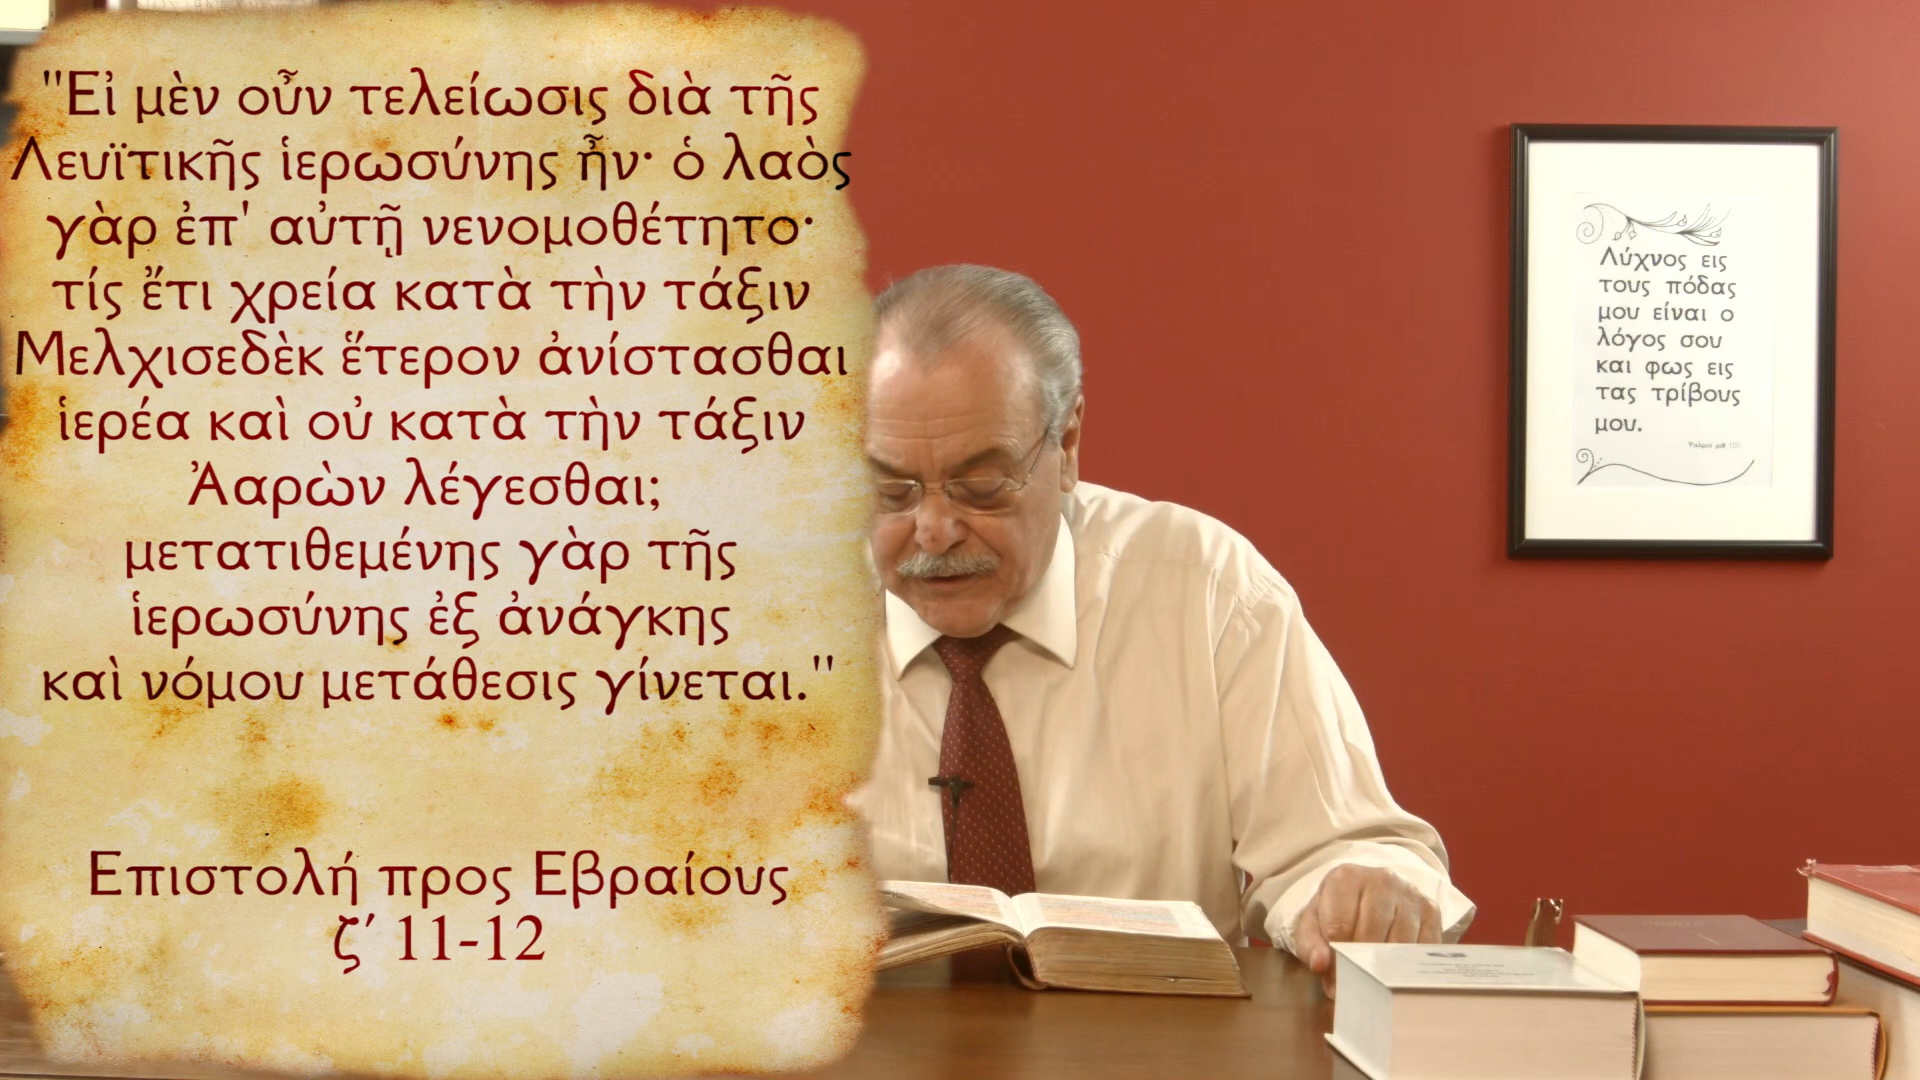 "Εἰ μὲν οὖν τελείωσις διὰ τῆς
Λευϊτικῆς ἱερωσύνης ἦν· ὁ λαὸς
γὰρ ἐπ' αὐτῇ νενομοθέτητο·
τίς ἔτι χρεία κατὰ τὴν τάξιν
Μελχισεδὲκ ἕτερον ἀνίστασθαι
ἱερέα καὶ οὐ κατὰ τὴν τάξιν
Ἀαρὼν λέγεσθαι;
μετατιθεμένης γὰρ τῆς
ἱερωσύνης ἐξ ἀνάγκης
καὶ νόμου μετάθεσις γίνεται."
Επιστολή προς Εβραίους
ζ΄ 11-12
Λύχνος εις
τους πόδας
μου είναι ο
λόγος σου
και φως εις
τας τρίβους
μου.
Ψαλμοί ριθ 105